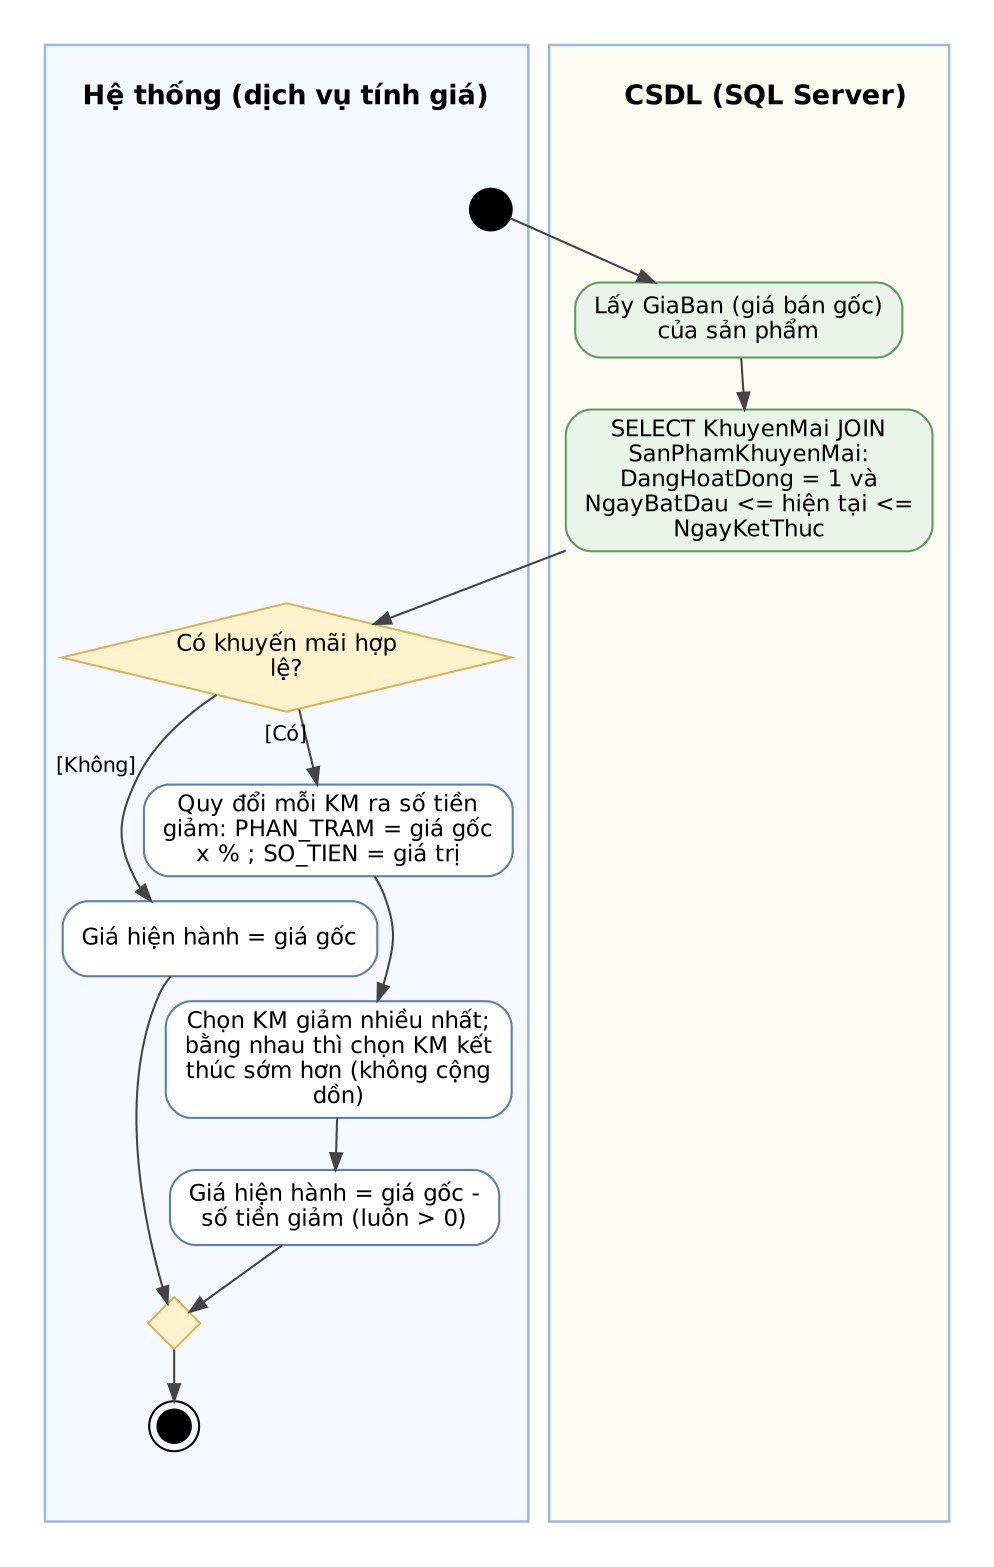 Hệ thống (dịch vụ tính giá)
CSDL (SQL Server)
Lấy GiaBan (giá bán gốc)
của sản phẩm
SELECT KhuyenMai JOIN
SanPhamKhuyenMai:
DangHoatDong = 1 và
NgayBatDau <= hiện tại <=
NgayKetThuc
Có khuyến mãi hợp
lệ?
[Có]
[Không]
Quy đổi mỗi KM ra số tiền
giảm: PHAN_TRAM = giá gốc
x % ; SO_TIEN = giá trị
Giá hiện hành = giá gốc
Chọn KM giảm nhiều nhất;
bằng nhau thì chọn KM kết
thúc sớm hơn (không cộng
dồn)
Giá hiện hành = giá gốc -
số tiền giảm (luôn > 0)